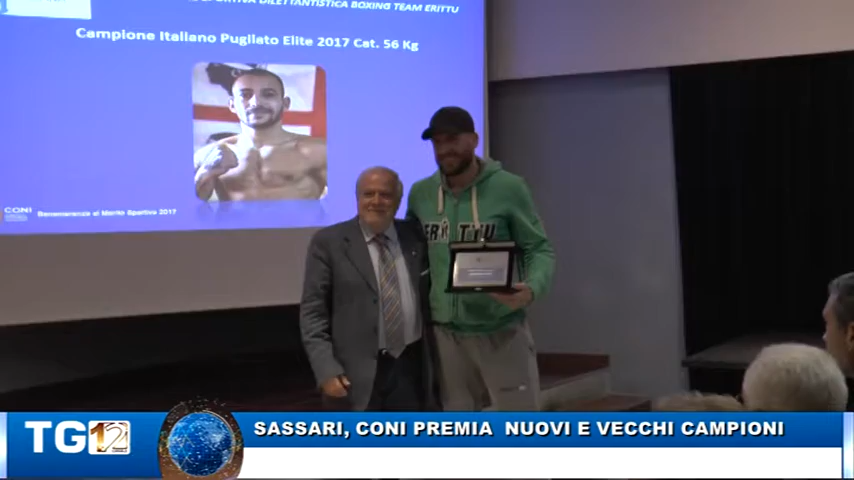 DILETTANTISTICA BOXING TEAM ERITTU
Campione Italiano Pugilato Elite 2017 Cat. 56 Kg
CONI
Benemerenza al Merito Sportivo 2017
ERITTU
TG12
SASSARI, CONI PREMIA NUOVI E VECCHI CAMPIONI